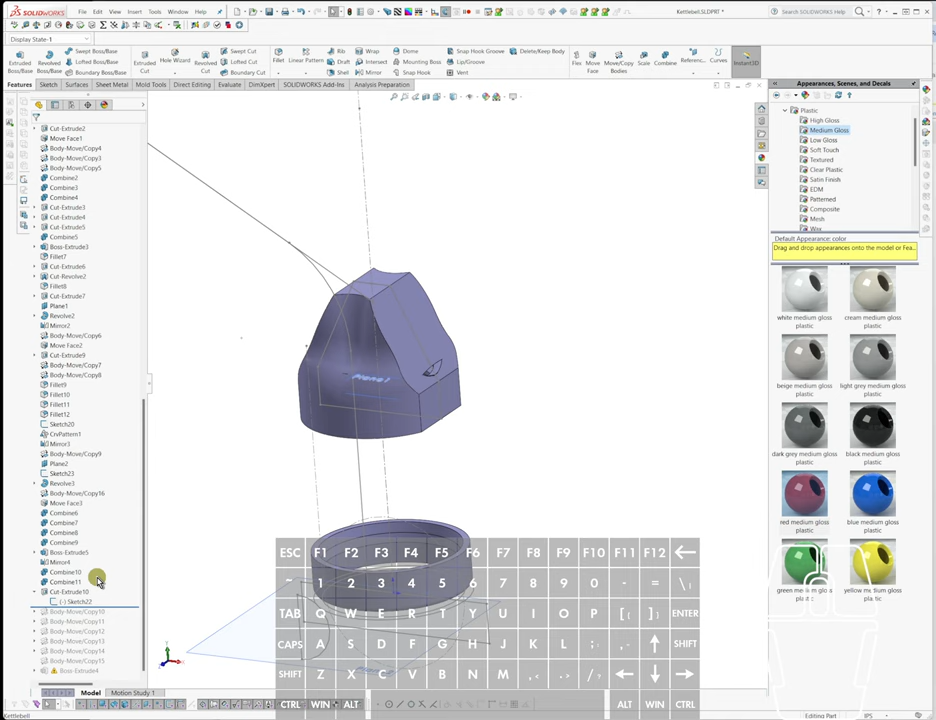 SOLIDWORKS File Edit View Insert Tools Window Help
Kettlebell.SLDPRT *
Search SOLIDWORKS Help
Display State-1
Extruded Boss/Base
Revolved Boss/Base
Swept Boss/Base
Lofted Boss/Base
Boundary Boss/Base
Extruded Cut
Hole Wizard
Revolved Cut
Swept Cut
Lofted Cut
Boundary Cut
Fillet
Linear Pattern
Rib
Draft
Shell
Wrap
Intersect
Mirror
Dome
Mounting Boss
Snap Hook
Snap Hook Groove
Lip/Groove
Vent
Delete/Keep Body
Flex
Move Face
Move/Copy Bodies
Scale
Combine
Curves
Instant3D
Features Sketch Surfaces Sheet Metal Mold Tools Direct Editing Evaluate DimXpert SOLIDWORKS Add-Ins Analysis Preparation
Cut-Extrude2
Move Face1
Body-Move/Copy4
Body-Move/Copy3
Body-Move/Copy5
Combine2
Combine3
Combine4
Cut-Extrude3
Cut-Extrude4
Cut-Extrude5
Combine5
Boss-Extrude3
Fillet7
Cut-Extrude6
Cut-Revolve2
Fillet8
Cut-Extrude7
Plane1
Revolve2
Mirror2
Body-Move/Copy6
Move Face2
Cut-Extrude9
Body-Move/Copy7
Body-Move/Copy8
Fillet9
Fillet10
Fillet11
Fillet12
Sketch20
CrvPattern1
Mirror3
Body-Move/Copy9
Plane2
Sketch23
Revolve3
Body-Move/Copy16
Move Face3
Combine6
Combine7
Combine8
Combine9
Boss-Extrude5
Mirror4
Combine10
Combine11
Cut-Extrude10
(-) Sketch22
Body-Move/Copy10
Body-Move/Copy11
Body-Move/Copy12
Body-Move/Copy13
Body-Move/Copy14
Body-Move/Copy15
Boss-Extrude4
Model Motion Study 1
ESC F1 F2 F3 F4 F5 F6 F7 F8 F9 F10 F11 F12
~ 1 2 3 4 5 6 7 8 9 0 - = \|
TAB Q W E R T Y U I O P [{ ]} ENTER
CAPS A S D F G H J K L ;: SHIFT
SHIFT Z X C V B N M ,< .> /?
CTRL WIN ALT ALT WIN CTRL
Appearances, Scenes, and Decals
Plastic
High Gloss
Medium Gloss
Low Gloss
Soft Touch
Textured
Clear Plastic
Satin Finish
EDM
Patterned
Composite
Mesh
Default Appearance: color
Drag and drop appearances onto the model or Fea...
white medium gloss plastic
cream medium gloss plastic
beige medium gloss plastic
light grey medium gloss plastic
dark grey medium gloss plastic
black medium gloss plastic
red medium gloss plastic
blue medium gloss plastic
green medium gloss plastic
yellow medium gloss plastic
Editing Part
IPS